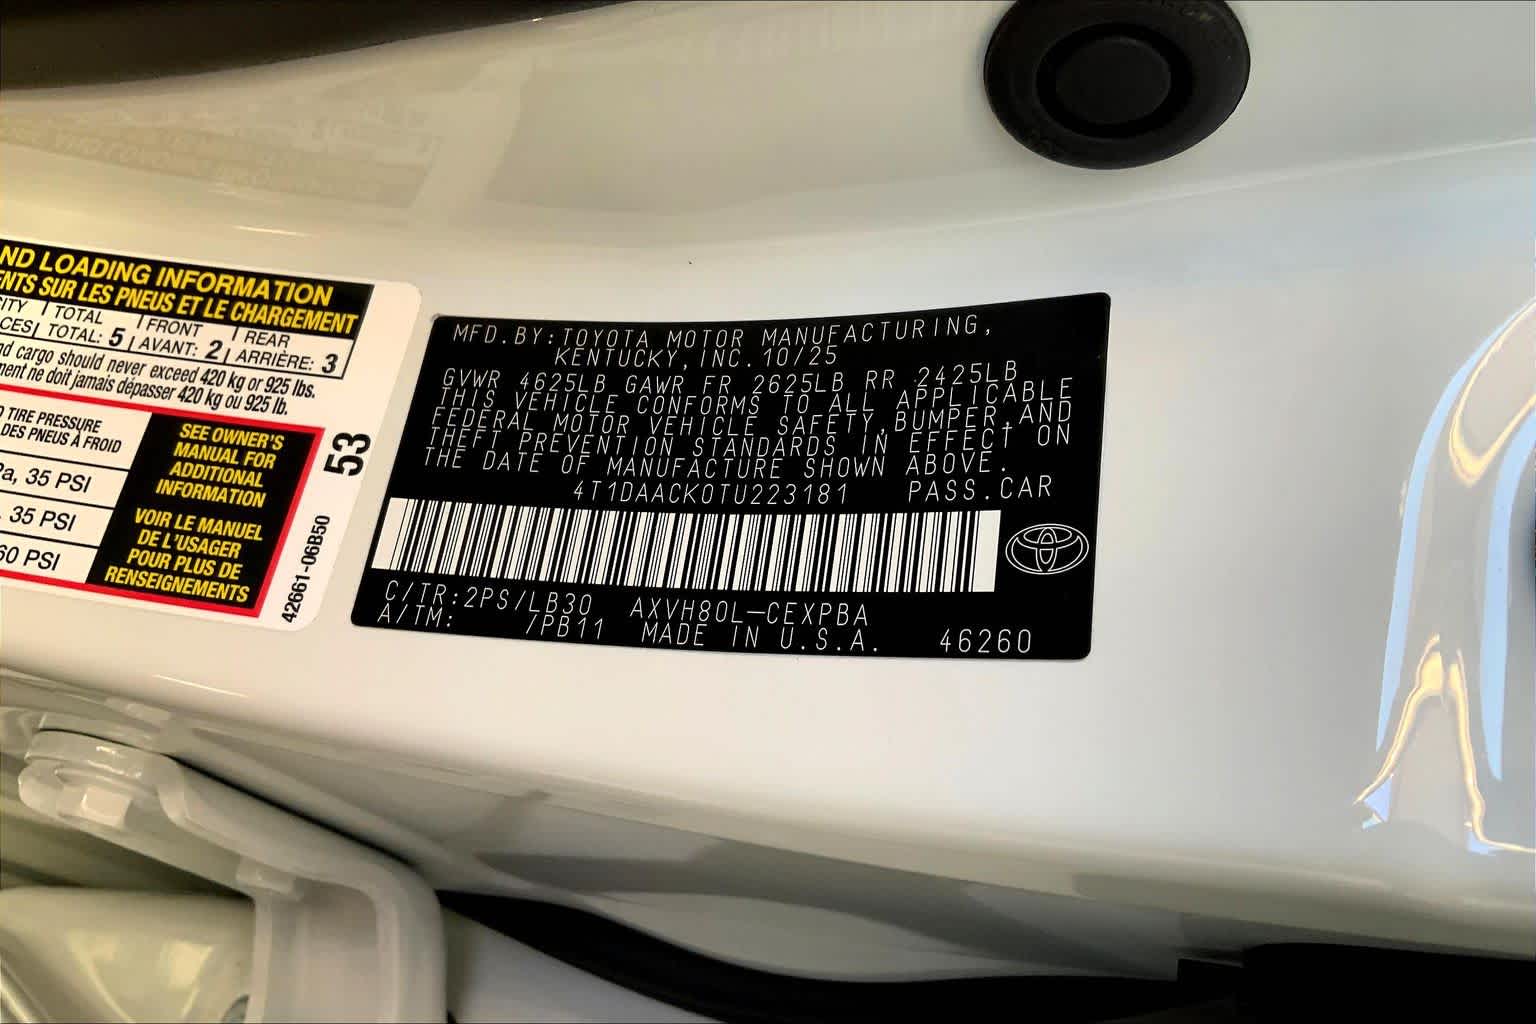 ND LOADING INFORMATION
ENTS SUR LES PNEUS ET LE CHARGEMENT
CITY | TOTAL | FRONT | REAR
CES| TOTAL: 5 | AVANT: 2 | ARRIÈRE: 3
nd cargo should never exceed 420 kg or 925 lbs.
ment ne doit jamais dépasser 420 kg ou 925 lb.
TIRE PRESSURE
DES PNEUS À FROID
a, 35 PSI
35 PSI
60 PSI
SEE OWNER'S
MANUAL FOR
ADDITIONAL
INFORMATION
VOIR LE MANUEL
DE L'USAGER
POUR PLUS DE
RENSEIGNEMENTS
53
42661-06B50
MFD.BY:TOYOTA MOTOR MANUFACTURING,
KENTUCKY,INC.10/25
GVWR 4625LB GAWR FR 2625LB RR 2425LB
THIS VEHICLE CONFORMS TO ALL APPLICABLE
FEDERAL MOTOR VEHICLE SAFETY,BUMPER,AND
THEFT PREVENTION STANDARDS IN EFFECT ON
THE DATE OF MANUFACTURE SHOWN ABOVE.
4T1DAACK0TU223181 PASS.CAR
C/TR:2PS/LB30 AXVH80L-CEXPBA
A/TM: /PB11 MADE IN U.S.A. 46260